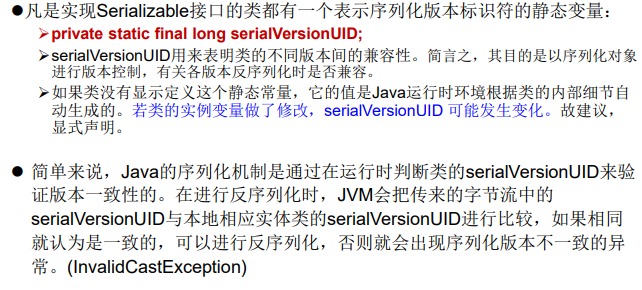 ●凡是实现Serializable接口的类都有一个表示序列化版本标识符的静态变量：
➢private static final long serialVersionUID;
➢serialVersionUID用来表明类的不同版本间的兼容性。简言之，其目的是以序列化对象
进行版本控制，有关各版本反序列化时是否兼容。
➢如果类没有显示定义这个静态常量，它的值是Java运行时环境根据类的内部细节自
动生成的。若类的实例变量做了修改，serialVersionUID 可能发生变化。故建议，
显式声明。
● 简单来说，Java的序列化机制是通过在运行时判断类的serialVersionUID来验
证版本一致性的。在进行反序列化时，JVM会把传来的字节流中的
serialVersionUID与本地相应实体类的serialVersionUID进行比较，如果相同
就认为是一致的，可以进行反序列化，否则就会出现序列化版本不一致的异
常。(InvalidCastException)